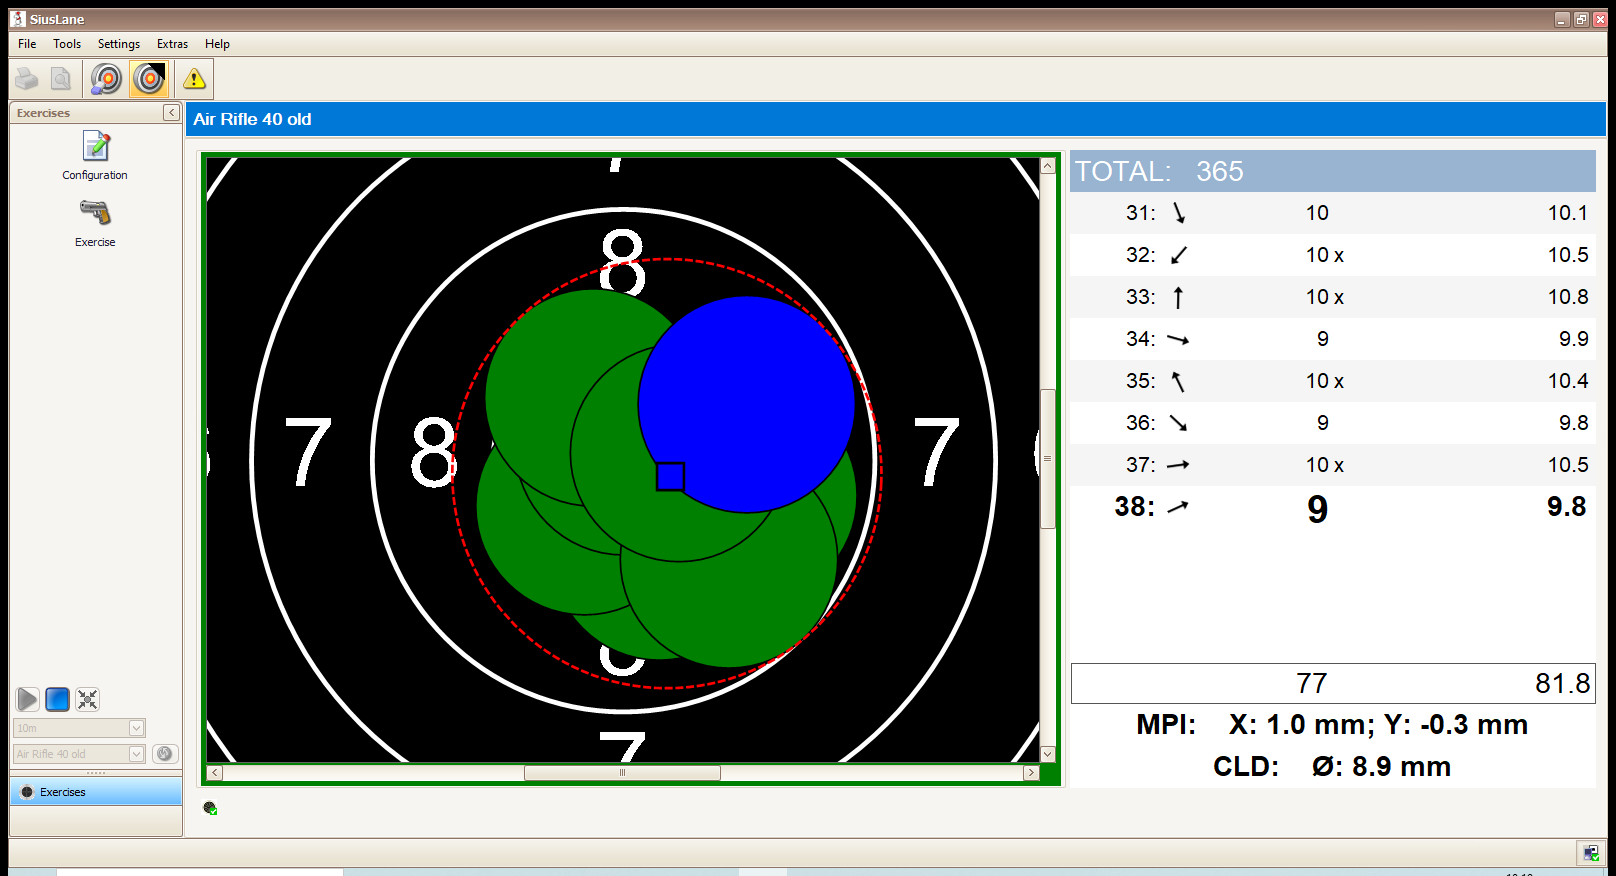 SiusLane
File Tools Settings Extras Help
Exercises
Configuration
Exercise
10m
Air Rifle 40 old
Exercises
Air Rifle 40 old
7
8
7 8 7
7
TOTAL: 365
31: 10 10.1
32: 10 x 10.5
33: 10 x 10.8
34: 9 9.9
35: 10 x 10.4
36: 9 9.8
37: 10 x 10.5
38: 9 9.8
77 81.8
MPI: X: 1.0 mm; Y: -0.3 mm
CLD: Ø: 8.9 mm